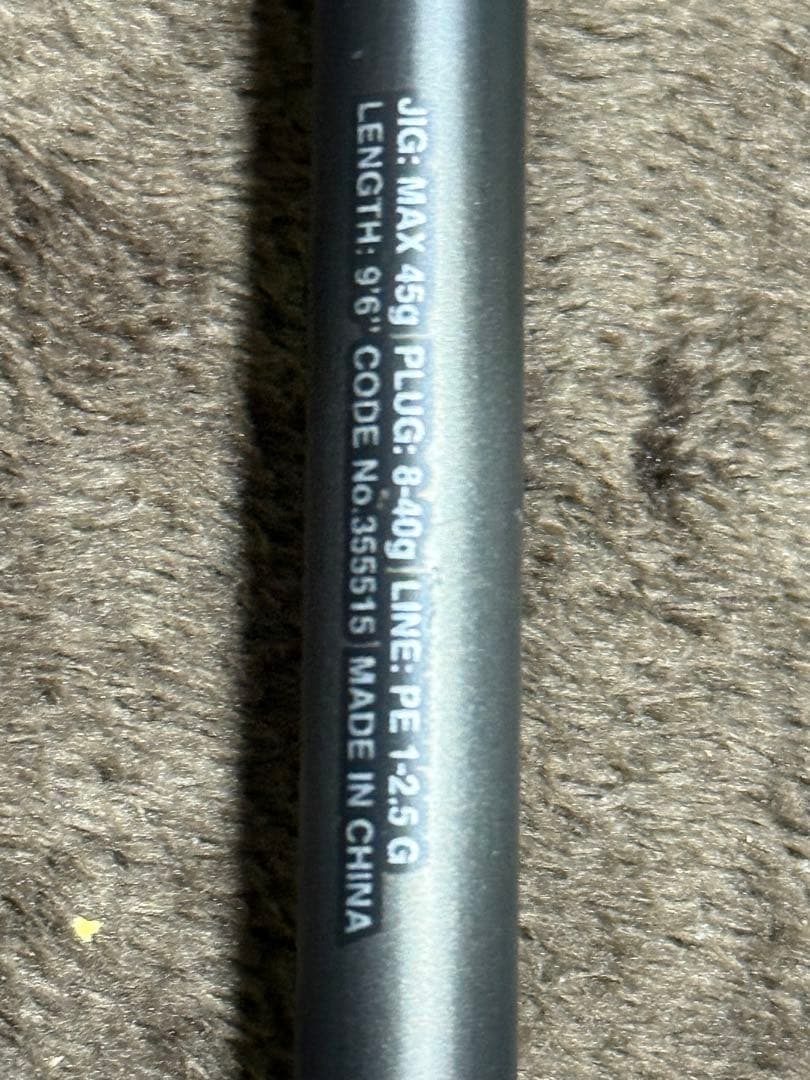 JIG: MAX 45g | PLUG: 8-40g | LINE: PE 1-2.5 G
LENGTH: 9'6" CODE No.355515 | MADE IN CHINA